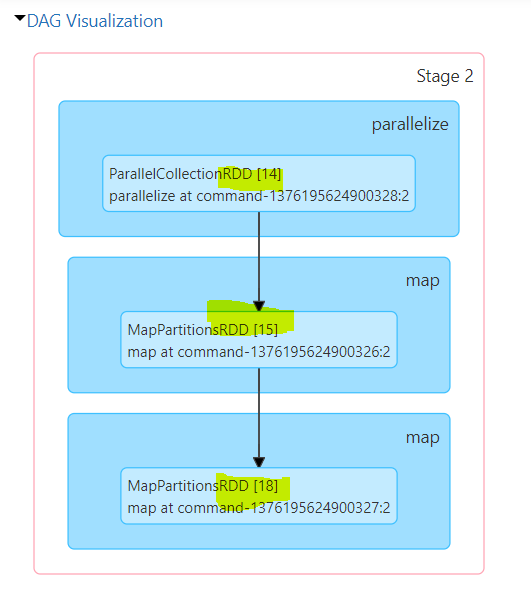 DAG Visualization
Stage 2
parallelize
ParallelCollectionRDD [14]
parallelize at command-1376195624900328:2
map
MapPartitionsRDD [15]
map at command-1376195624900326:2
map
MapPartitionsRDD [18]
map at command-1376195624900327:2